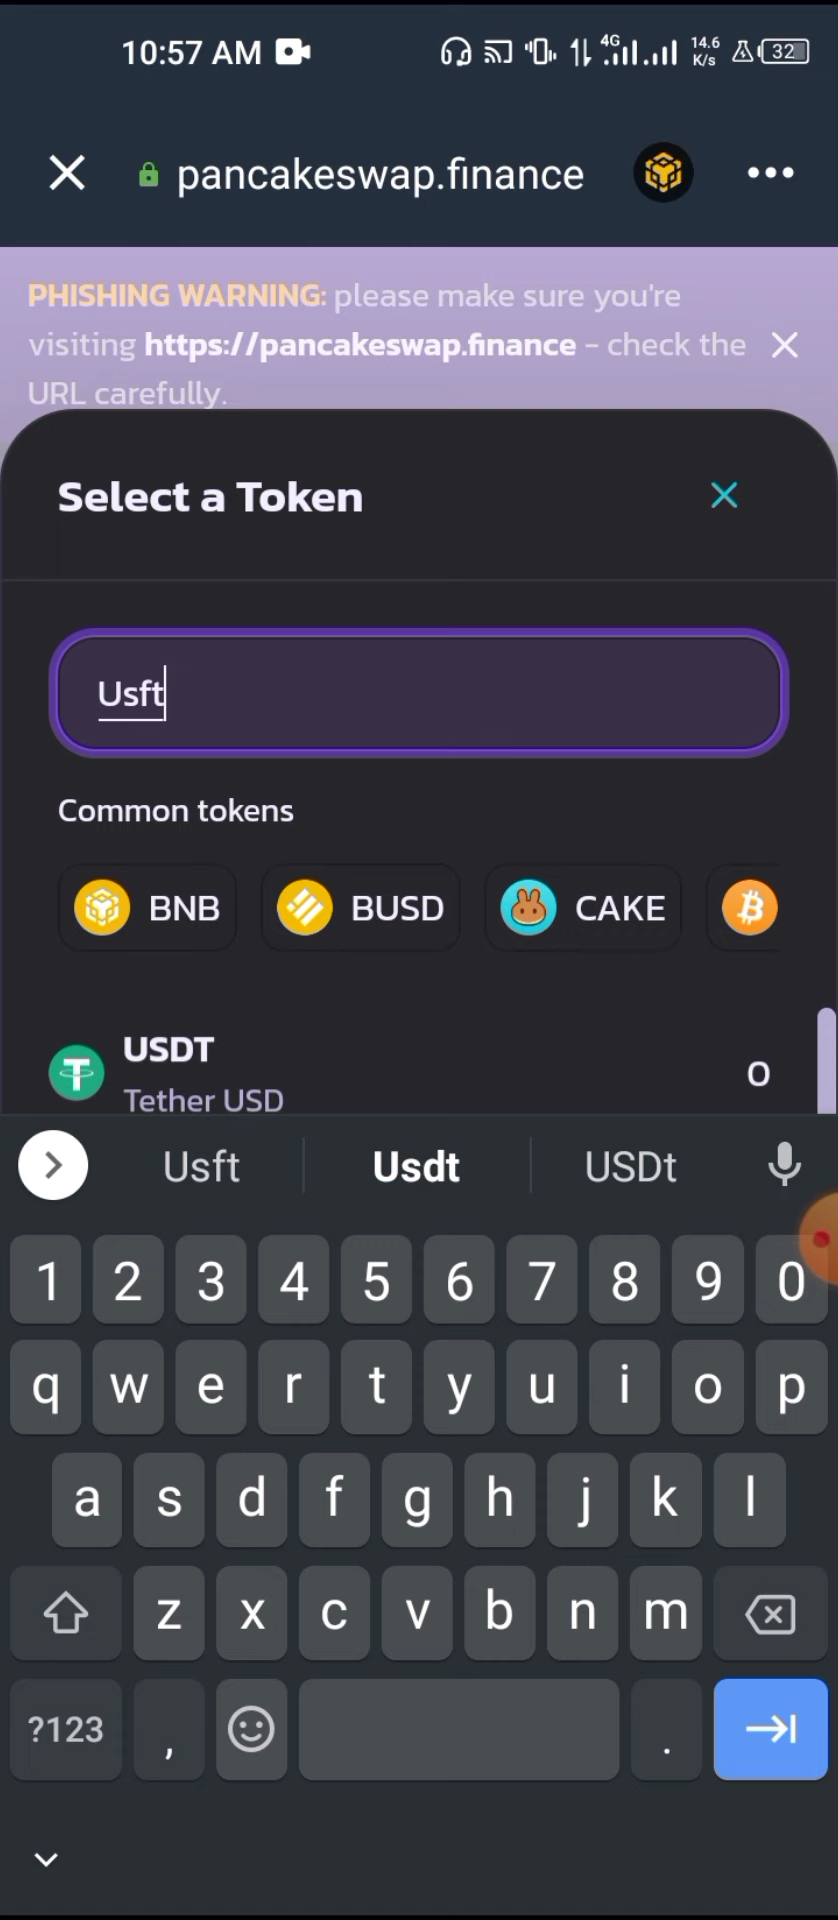 10:57 AM
4G
14.6
K/s
32
pancakeswap.finance
PHISHING WARNING: please make sure you're
visiting https://pancakeswap.finance - check the
URL carefully.
Select a Token
Usft
Common tokens
BNB BUSD CAKE
USDT
0
Tether USD
Usft Usdt USDt
1 2 3 4 5 6 7 8 9 0
q w e r t y u i o p
a s d f g h j k l
z x c v b n m
?123 , .